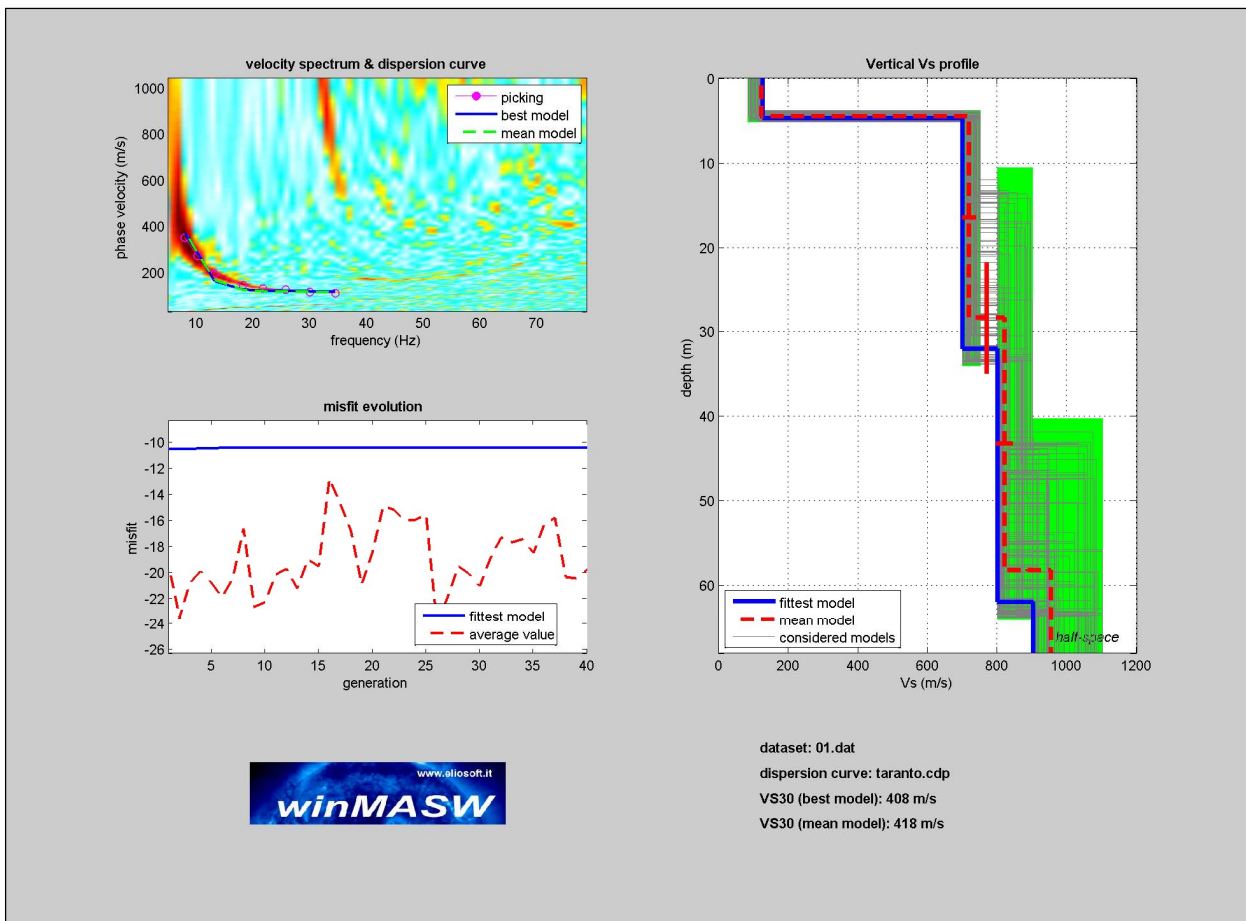 velocity spectrum & dispersion curve
1000
800
600
400
200
phase velocity (m/s)
picking
best model
mean model
10
20
30
40
50
60
70
frequency (Hz)
misfit evolution
-10
-12
-14
-16
-18
-20
-22
-24
-26
misfit
fittest model
average value
5
10
15
20
25
30
35
40
generation
www.eliosoft.it
winMASW
Vertical Vs profile
0
10
20
30
40
50
60
depth (m)
fittest model
mean model
considered models
half-space
0
200
400
600
800
1000
1200
Vs (m/s)
dataset: 01.dat
dispersion curve: taranto.cdp
VS30 (best model): 408 m/s
VS30 (mean model): 418 m/s